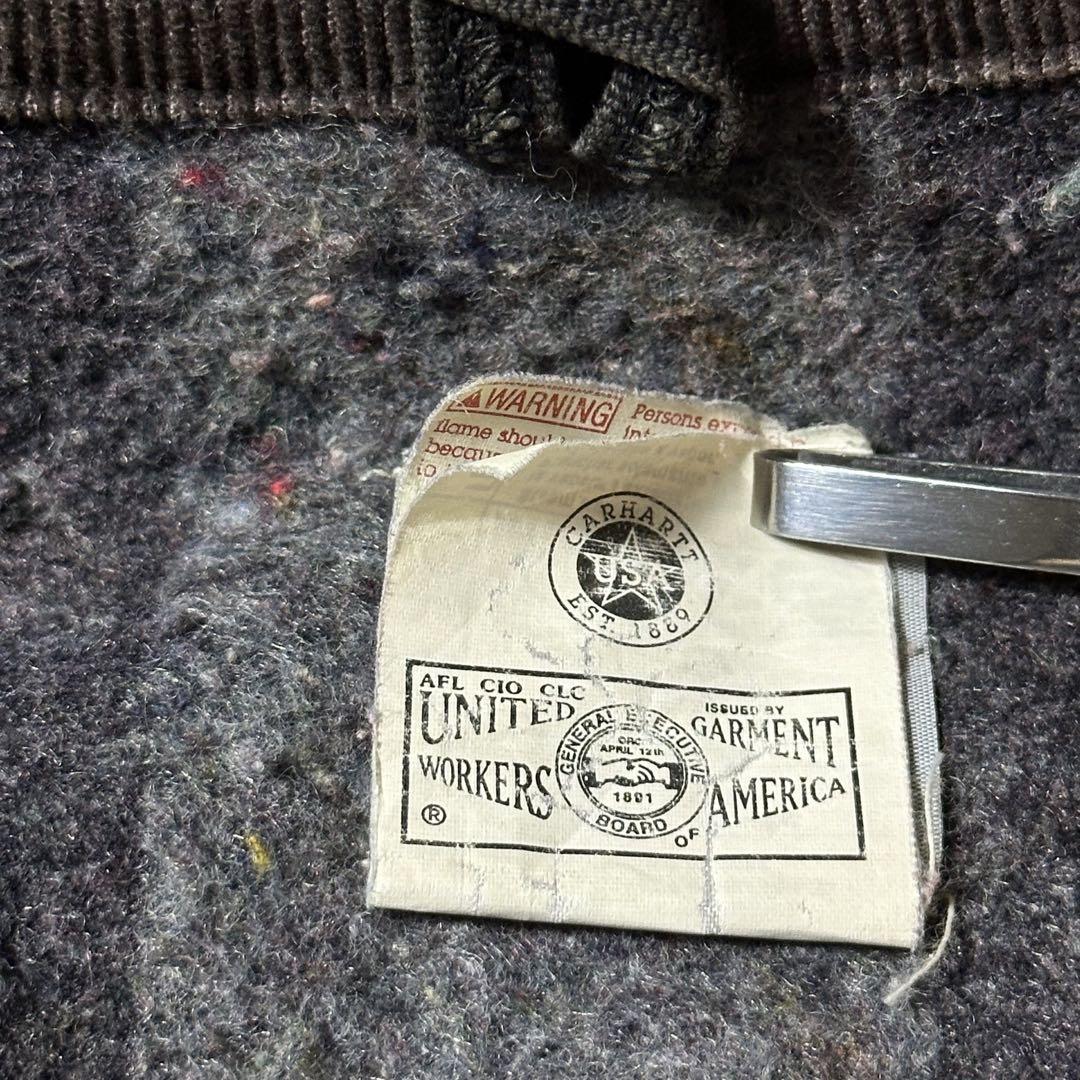 WARNING Persons
flame
CARHARTT
USA
EST. 1889
AFL CIO CLC
UNITED
WORKERS
®
GENERAL EXECUTIVE
ORG
APRIL 12th
1891
BOARD
ISSUED BY
GARMENT
OF AMERICA